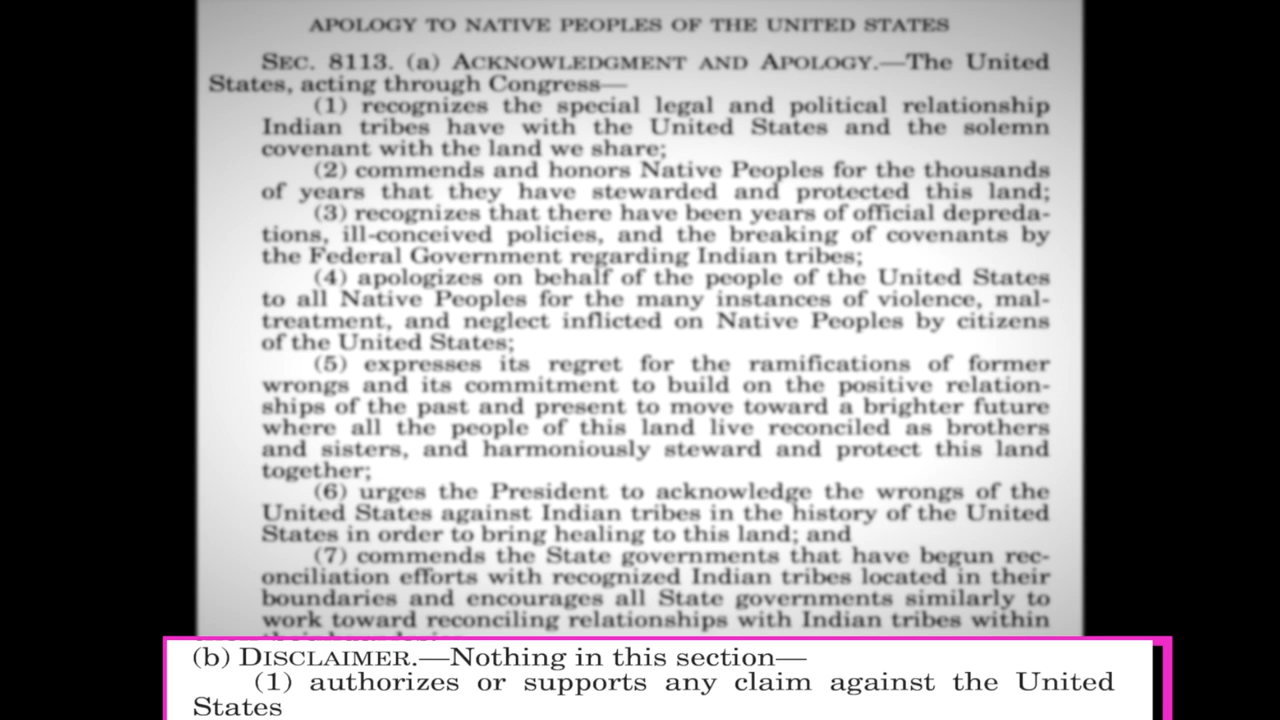 APOLOGY TO NATIVE PEOPLES OF THE UNITED STATES
SEC. 8113. (a) ACKNOWLEDGMENT AND APOLOGY.—The United
States, acting through Congress—
(1) recognizes the special legal and political relationship
Indian tribes have with the United States and the solemn
covenant with the land we share;
(2) commends and honors Native Peoples for the thousands
of years that they have stewarded and protected this land;
(3) recognizes that there have been years of official depreda-
tions, ill-conceived policies, and the breaking of covenants by
the Federal Government regarding Indian tribes;
(4) apologizes on behalf of the people of the United States
to all Native Peoples for the many instances of violence, mal-
treatment, and neglect inflicted on Native Peoples by citizens
of the United States;
(5) expresses its regret for the ramifications of former
wrongs and its commitment to build on the positive relation-
ships of the past and present to move toward a brighter future
where all the people of this land live reconciled as brothers
and sisters, and harmoniously steward and protect this land
together;
(6) urges the President to acknowledge the wrongs of the
United States against Indian tribes in the history of the United
States in order to bring healing to this land; and
(7) commends the State governments that have begun rec-
onciliation efforts with recognized Indian tribes located in their
boundaries and encourages all State governments similarly to
work toward reconciling relationships with Indian tribes within
(b) DISCLAIMER.—Nothing in this section—
(1) authorizes or supports any claim against the United
States